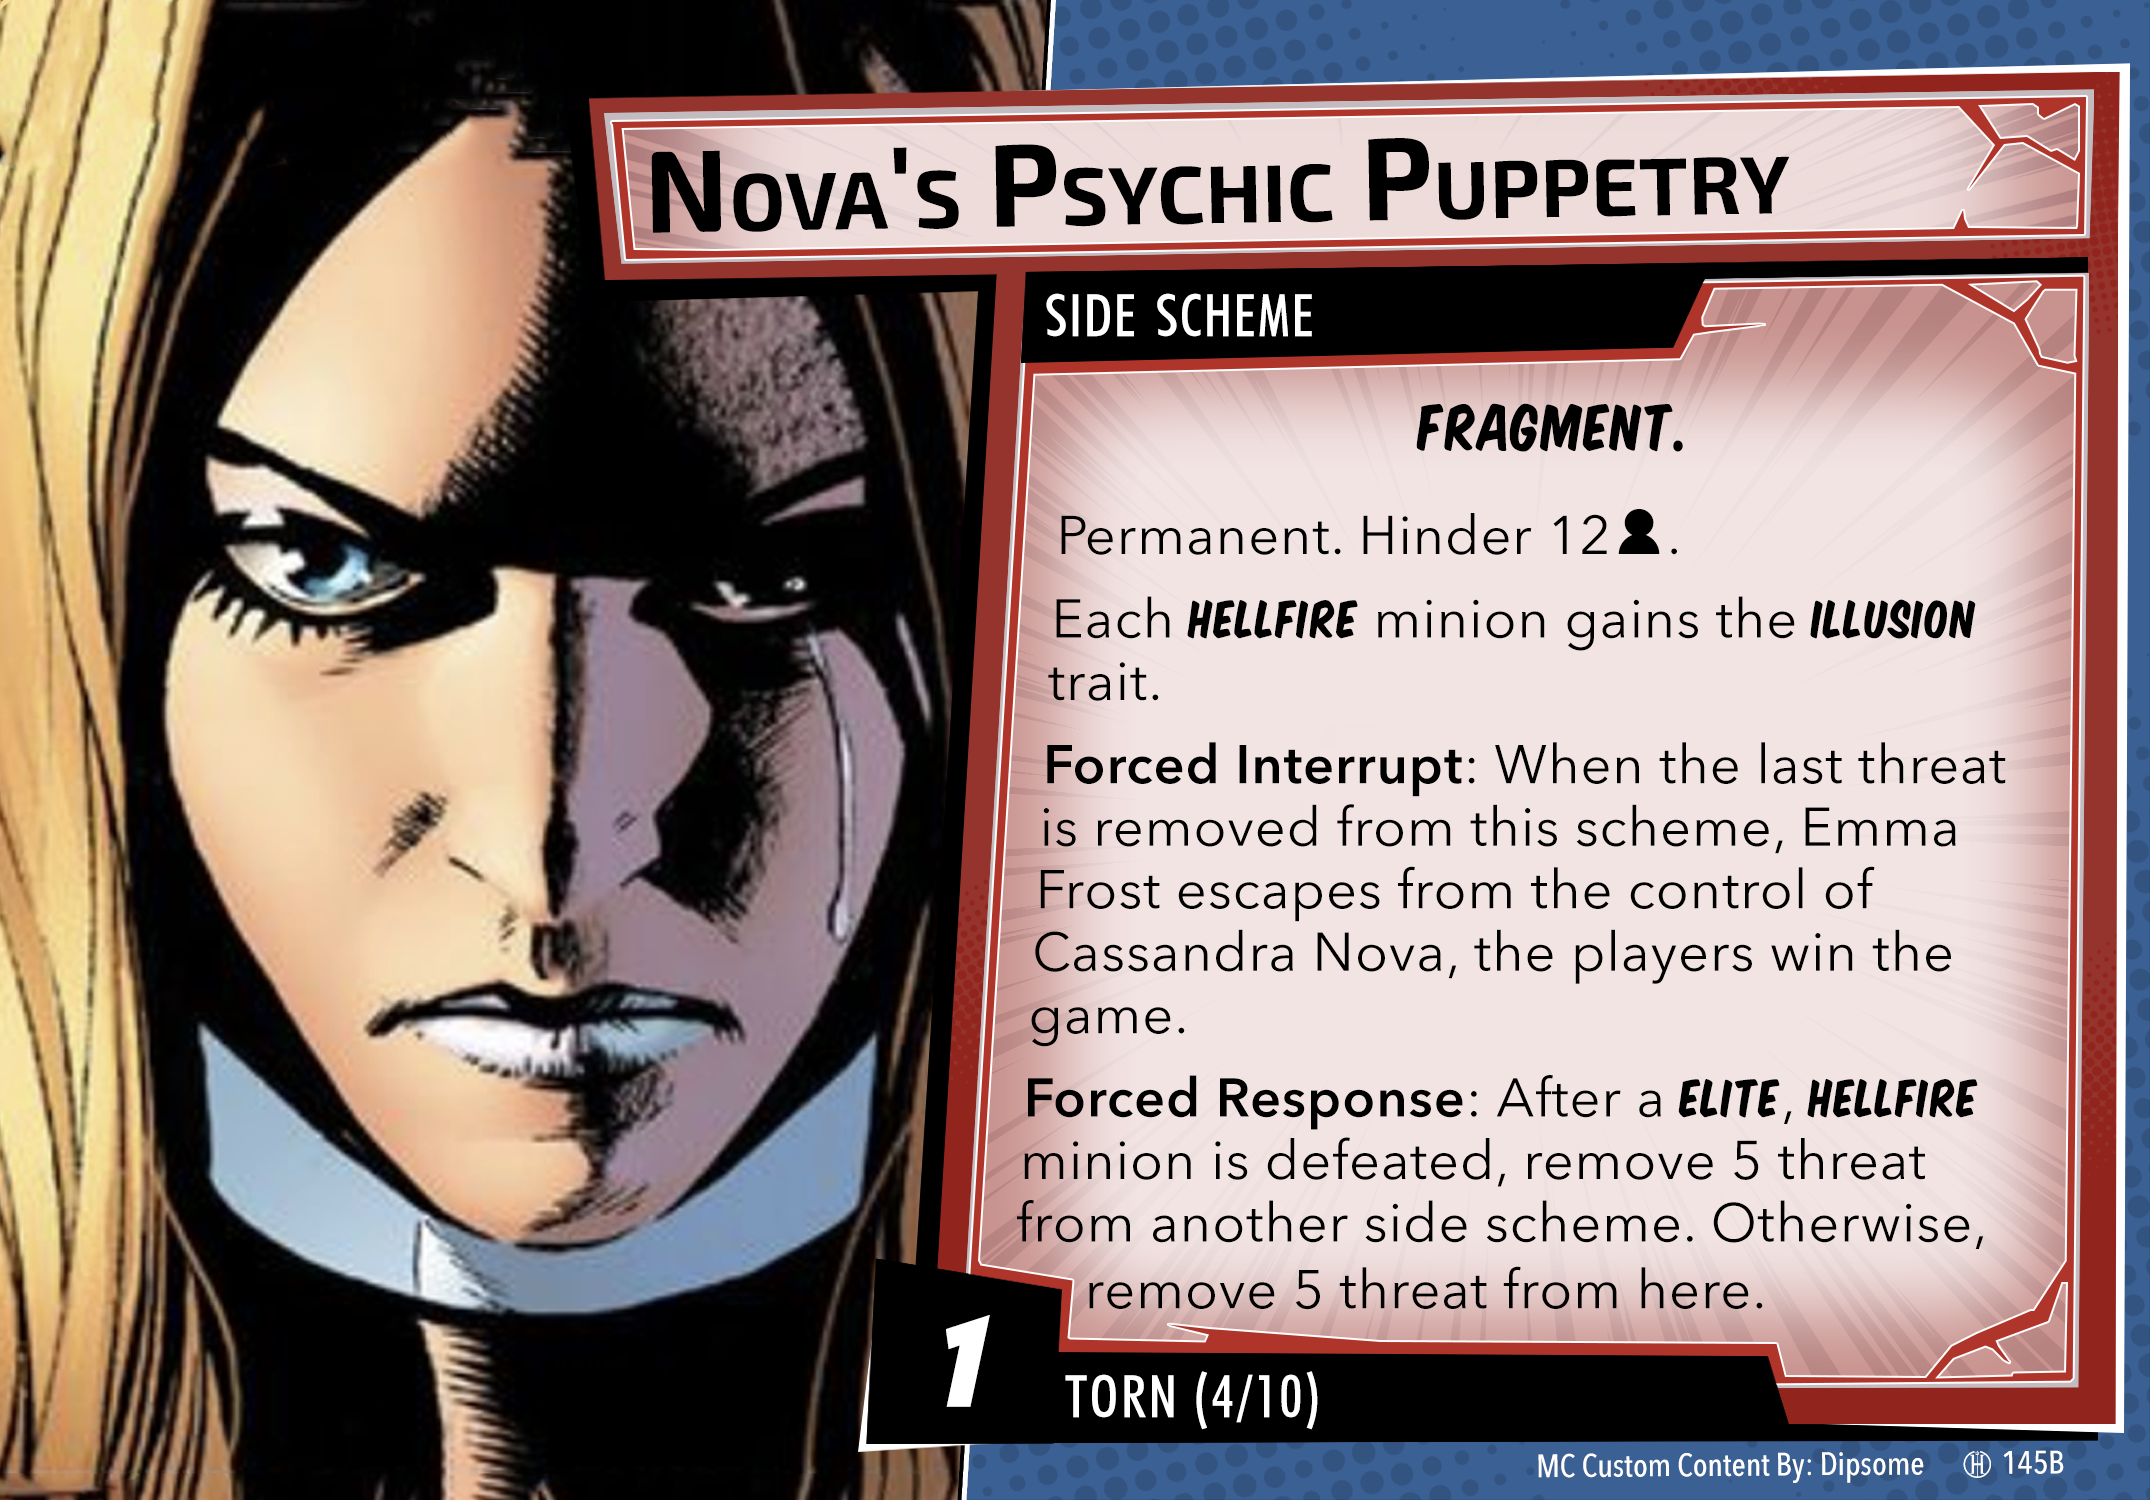 Nova's Psychic Puppetry
SIDE SCHEME
FRAGMENT.
Permanent. Hinder 12.
Each HELLFIRE minion gains the ILLUSION
trait.
Forced Interrupt: When the last threat
is removed from this scheme, Emma
Frost escapes from the control of
Cassandra Nova, the players win the
game.
Forced Response: After a ELITE, HELLFIRE
minion is defeated, remove 5 threat
from another side scheme. Otherwise,
remove 5 threat from here.
1
TORN (4/10)
MC Custom Content By: Dipsome H 145B